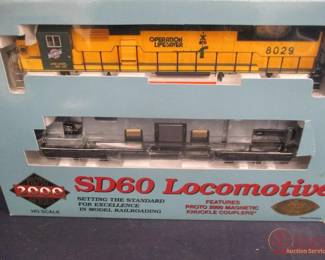 OPERATION
LIFESAVER
8029
2000
HO SCALE
SD60 Locomotive
SETTING THE STANDARD
FOR EXCELLENCE
IN MODEL RAILROADING
FEATURES
PROTO 2000 MAGNETIC
KNUCKLE COUPLERS
Auction Service